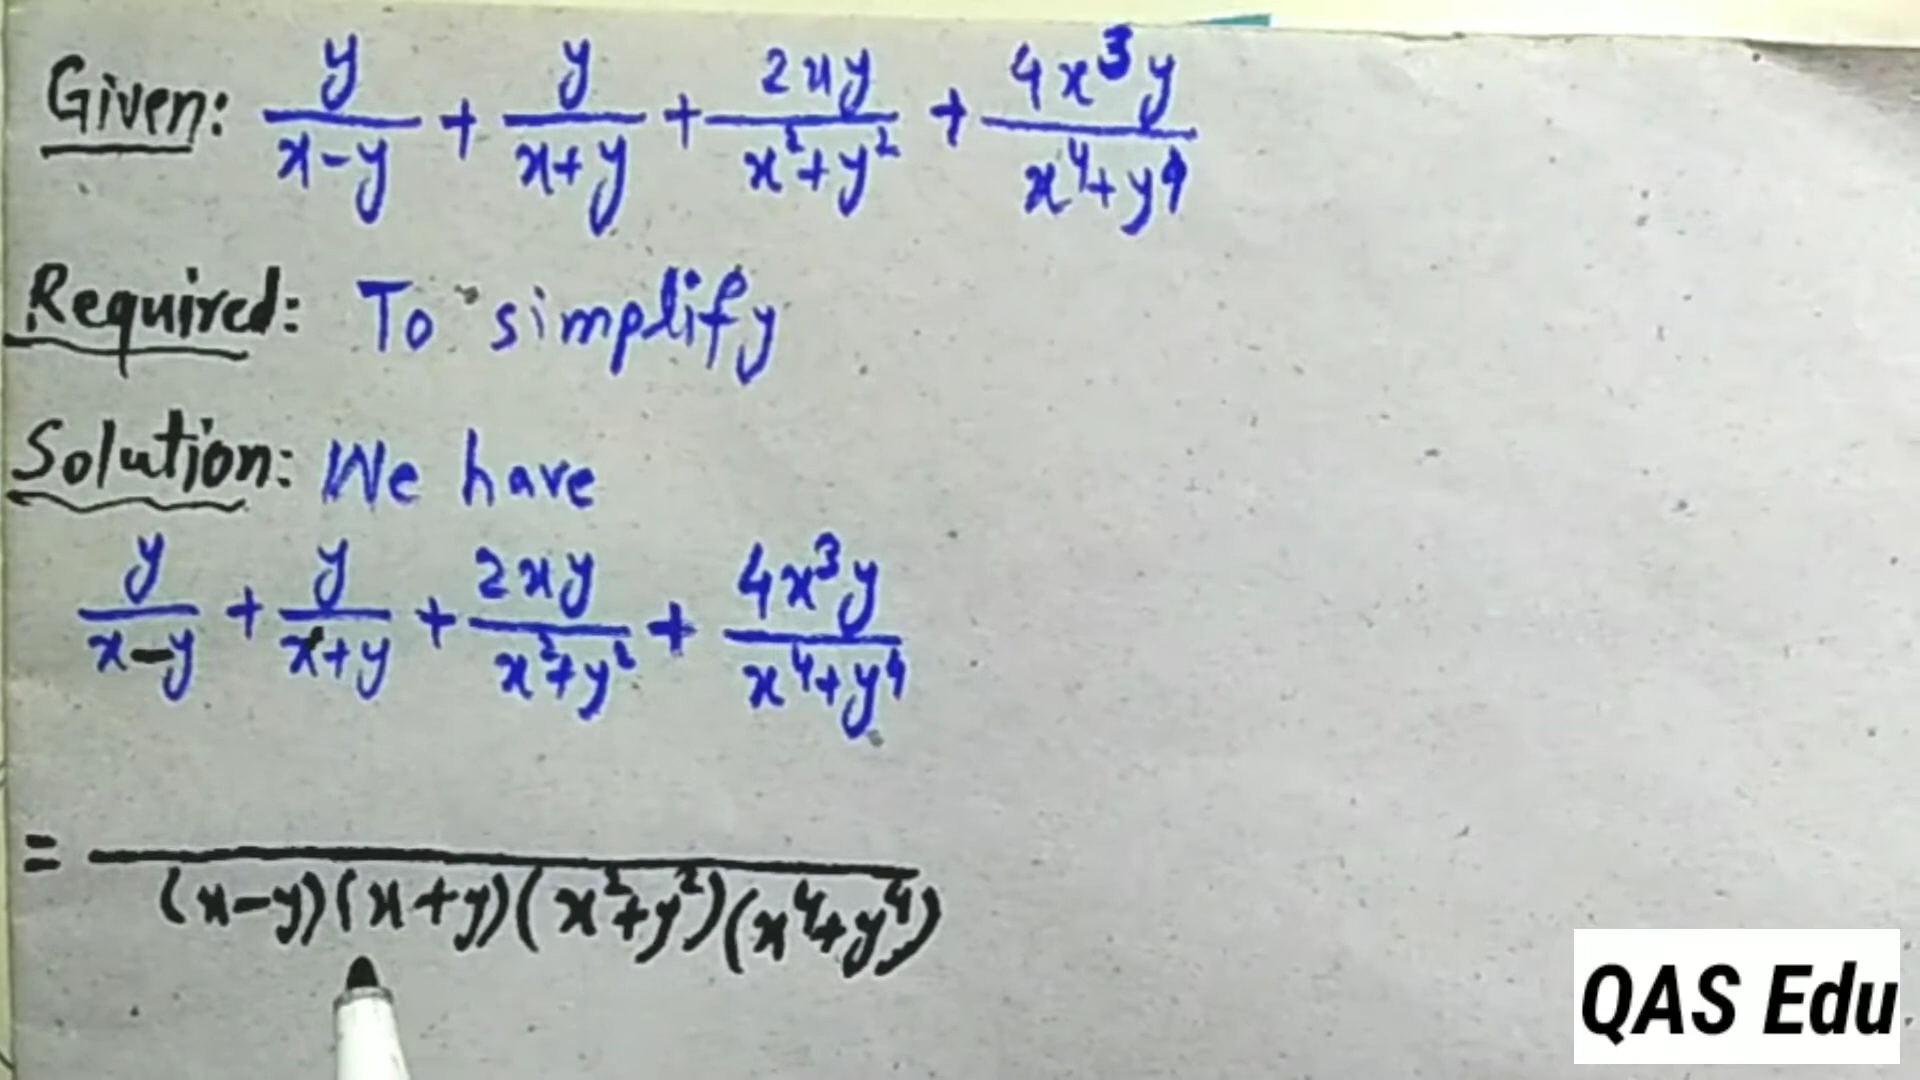 Given: y/(x-y) + y/(x+y) + 2xy/(x²+y²) + 4x³y/(x⁴+y⁴)
Required: To simplify
Solution: We have
y/(x-y) + y/(x+y) + 2xy/(x²+y²) + 4x³y/(x⁴+y⁴)
= /(x-y)(x+y)(x²+y²)(x⁴+y⁴)
QAS Edu